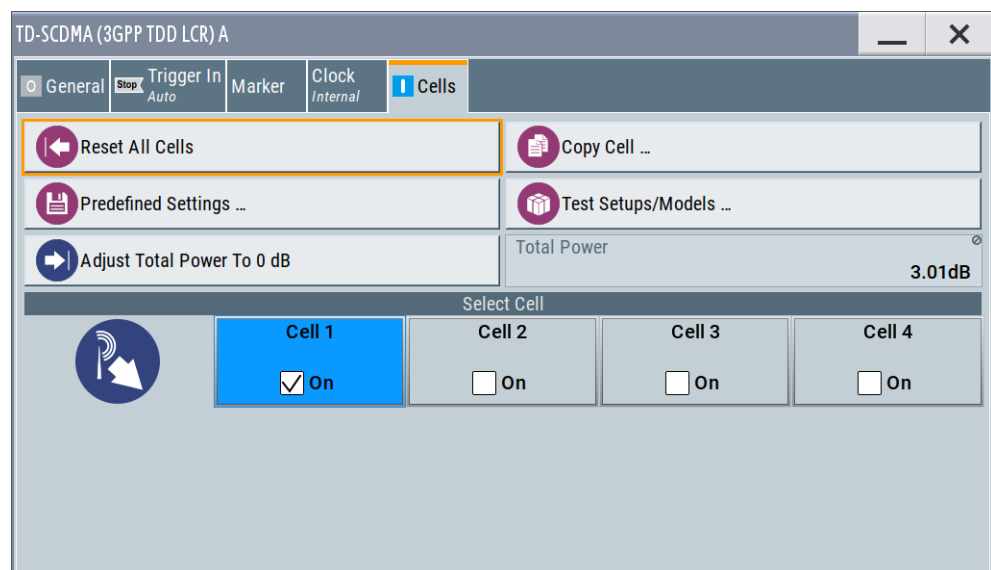 TD-SCDMA (3GPP TDD LCR) A
General
Stop
Trigger In
Auto
Marker
Clock
Internal
Cells
Reset All Cells
Copy Cell ...
Predefined Settings ...
Test Setups/Models ...
Adjust Total Power To 0 dB
Total Power
3.01dB
Select Cell
Cell 1
Cell 2
Cell 3
Cell 4
On
On
On
On